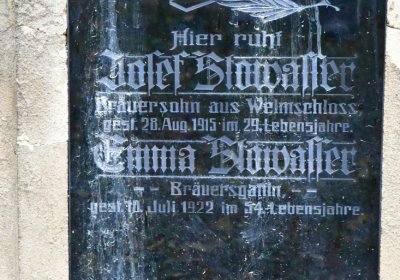 Hier ruht
Josef Stowasser
Bräuersohn aus Weinschloss,
gest. 28. Aug. 1915 im 29. Lebensjahre.
Emma Stowasser
-- Bräuersgattin, --
gest. 10. Juli 1922 im 54. Lebensjahre.